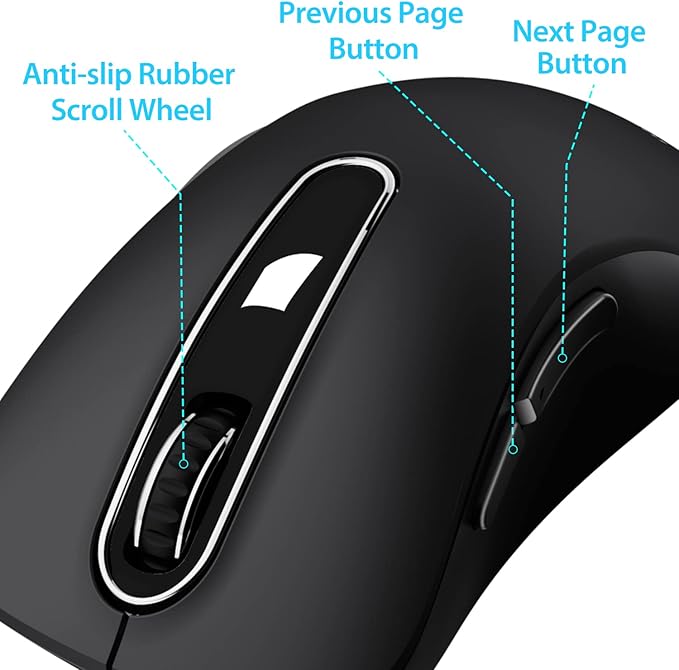 Previous Page
Button
Next Page
Button
Anti-slip Rubber
Scroll Wheel